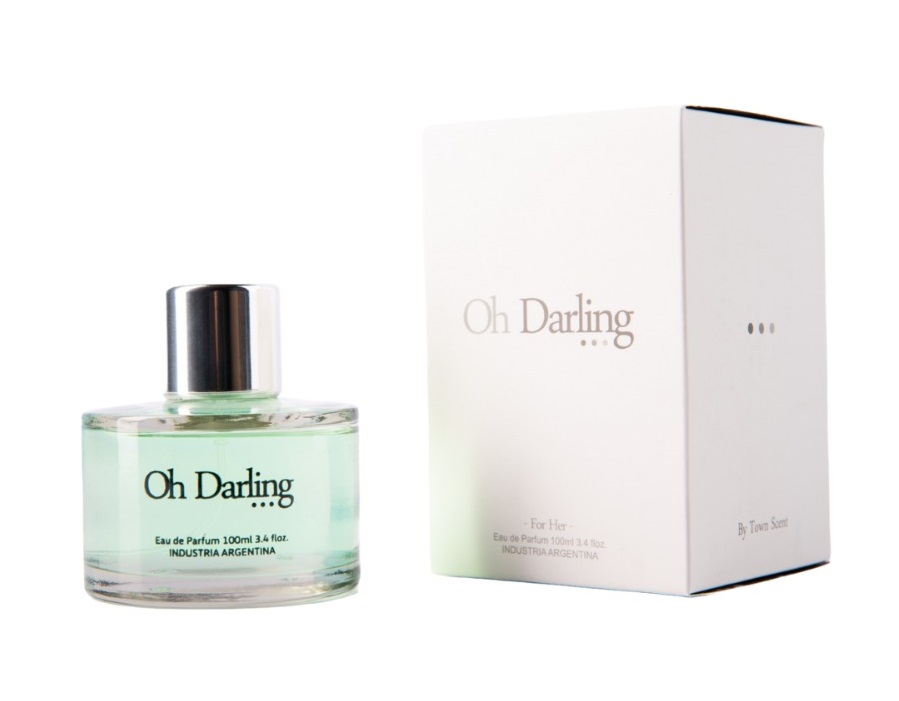 Oh Darling
Eau de Parfum 100ml 3.4 floz.
INDUSTRIA ARGENTINA
Oh Darling
- For Her -
Eau de Parfum 100ml 3.4 floz.
INDUSTRIA ARGENTINA
By Town Scent